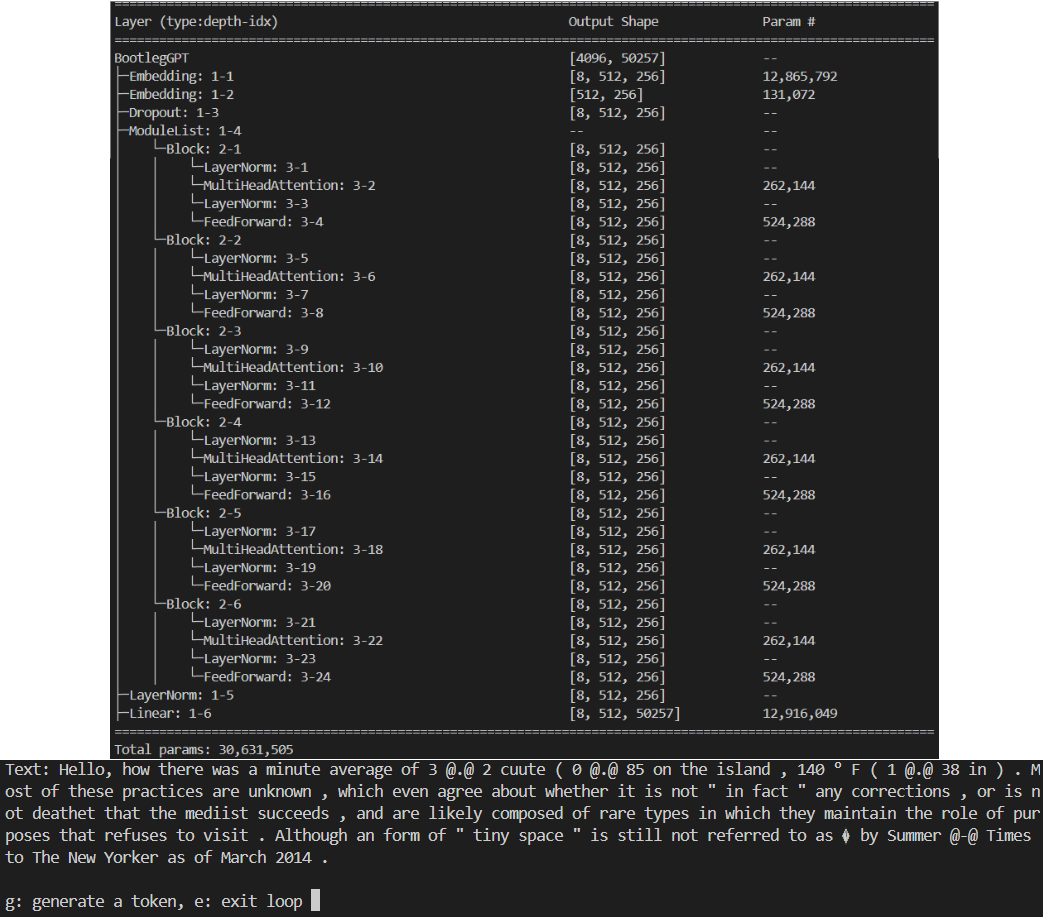 Layer (type:depth-idx) Output Shape Param #
BootlegGPT [4096, 50257] --
├─Embedding: 1-1 [8, 512, 256] 12,865,792
├─Embedding: 1-2 [512, 256] 131,072
├─Dropout: 1-3 [8, 512, 256] --
├─ModuleList: 1-4 -- --
└─Block: 2-1 [8, 512, 256] --
└─LayerNorm: 3-1 [8, 512, 256] --
└─MultiHeadAttention: 3-2 [8, 512, 256] 262,144
└─LayerNorm: 3-3 [8, 512, 256] --
└─FeedForward: 3-4 [8, 512, 256] 524,288
└─Block: 2-2 [8, 512, 256] --
└─LayerNorm: 3-5 [8, 512, 256] --
└─MultiHeadAttention: 3-6 [8, 512, 256] 262,144
└─LayerNorm: 3-7 [8, 512, 256] --
└─FeedForward: 3-8 [8, 512, 256] 524,288
└─Block: 2-3 [8, 512, 256] --
└─LayerNorm: 3-9 [8, 512, 256] --
└─MultiHeadAttention: 3-10 [8, 512, 256] 262,144
└─LayerNorm: 3-11 [8, 512, 256] --
└─FeedForward: 3-12 [8, 512, 256] 524,288
└─Block: 2-4 [8, 512, 256] --
└─LayerNorm: 3-13 [8, 512, 256] --
└─MultiHeadAttention: 3-14 [8, 512, 256] 262,144
└─LayerNorm: 3-15 [8, 512, 256] --
└─FeedForward: 3-16 [8, 512, 256] 524,288
└─Block: 2-5 [8, 512, 256] --
└─LayerNorm: 3-17 [8, 512, 256] --
└─MultiHeadAttention: 3-18 [8, 512, 256] 262,144
└─LayerNorm: 3-19 [8, 512, 256] --
└─FeedForward: 3-20 [8, 512, 256] 524,288
└─Block: 2-6 [8, 512, 256] --
└─LayerNorm: 3-21 [8, 512, 256] --
└─MultiHeadAttention: 3-22 [8, 512, 256] 262,144
└─LayerNorm: 3-23 [8, 512, 256] --
└─FeedForward: 3-24 [8, 512, 256] 524,288
├─LayerNorm: 1-5 [8, 512, 256] --
├─Linear: 1-6 [8, 512, 50257] 12,916,049
Total params: 30,631,505
Text: Hello, how there was a minute average of 3 @.@ 2 cuute ( 0 @.@ 85 on the island , 140 ° F ( 1 @.@ 38 in ) . M
ost of these practices are unknown , which even agree about whether it is not " in fact " any corrections , or is n
ot deathet that the mediist succeeds , and are likely composed of rare types in which they maintain the role of pur
poses that refuses to visit . Although an form of " tiny space " is still not referred to as � by Summer @-@ Times
to The New Yorker as of March 2014 .
g: generate a token, e: exit loop